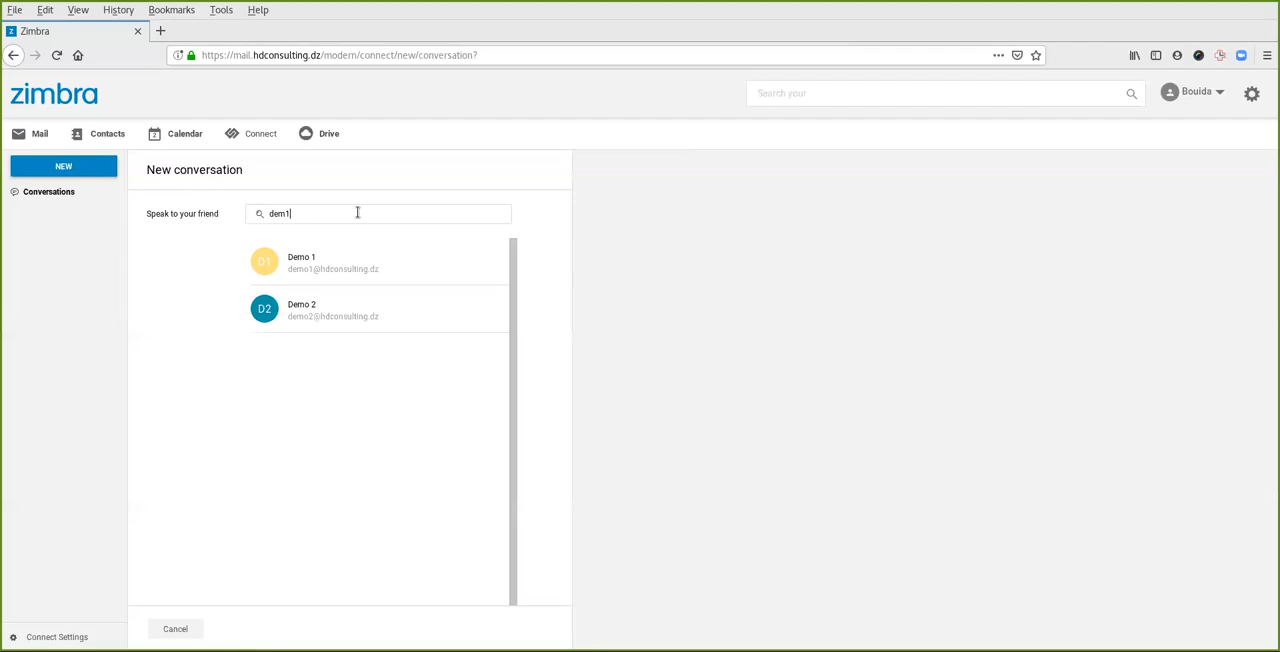 File Edit View History Bookmarks Tools Help
Z Zimbra
https://mail.hdconsulting.dz/modern/connect/new/conversation?
zimbra
Search your
Bouida
Mail Contacts 2 Calendar Connect Drive
NEW
Conversations
New conversation
Speak to your friend
dem1
D1
Demo 1
demo1@hdconsulting.dz
D2
Demo 2
demo2@hdconsulting.dz
Cancel
Connect Settings